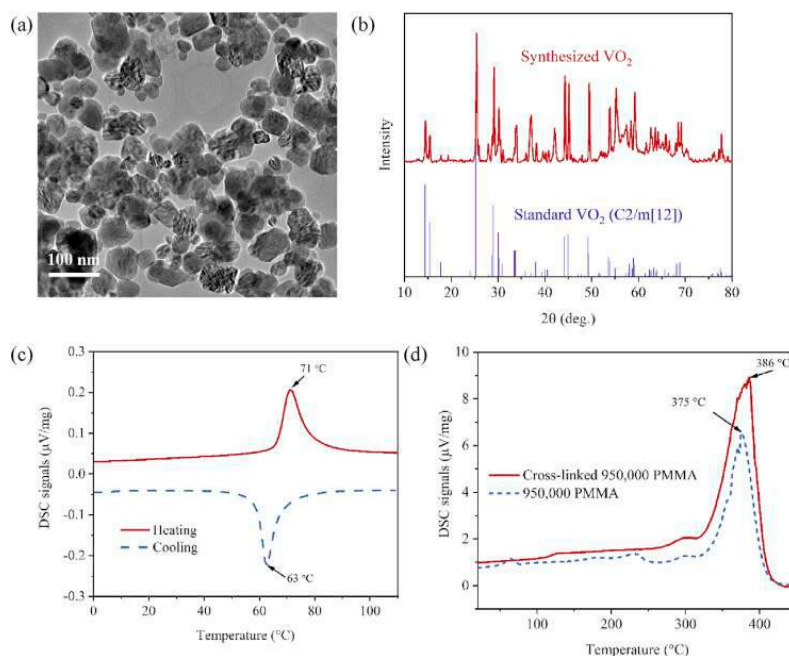 (a)
100 nm
(b)
Synthesized VO₂
Standard VO₂ (C2/m[12])
Intensity
10 20 30 40 50 60 70 80
2θ (deg.)
(c)
0.3
0.2
0.1
0.0
-0.1
-0.2
-0.3
DSC signals (μV/mg)
71 °C
Heating
Cooling
63 °C
0 20 40 60 80 100
Temperature (°C)
(d)
10
8
6
4
2
0
DSC signals (μV/mg)
386 °C
375 °C
Cross-linked 950,000 PMMA
950,000 PMMA
100 200 300 400
Temperature (°C)